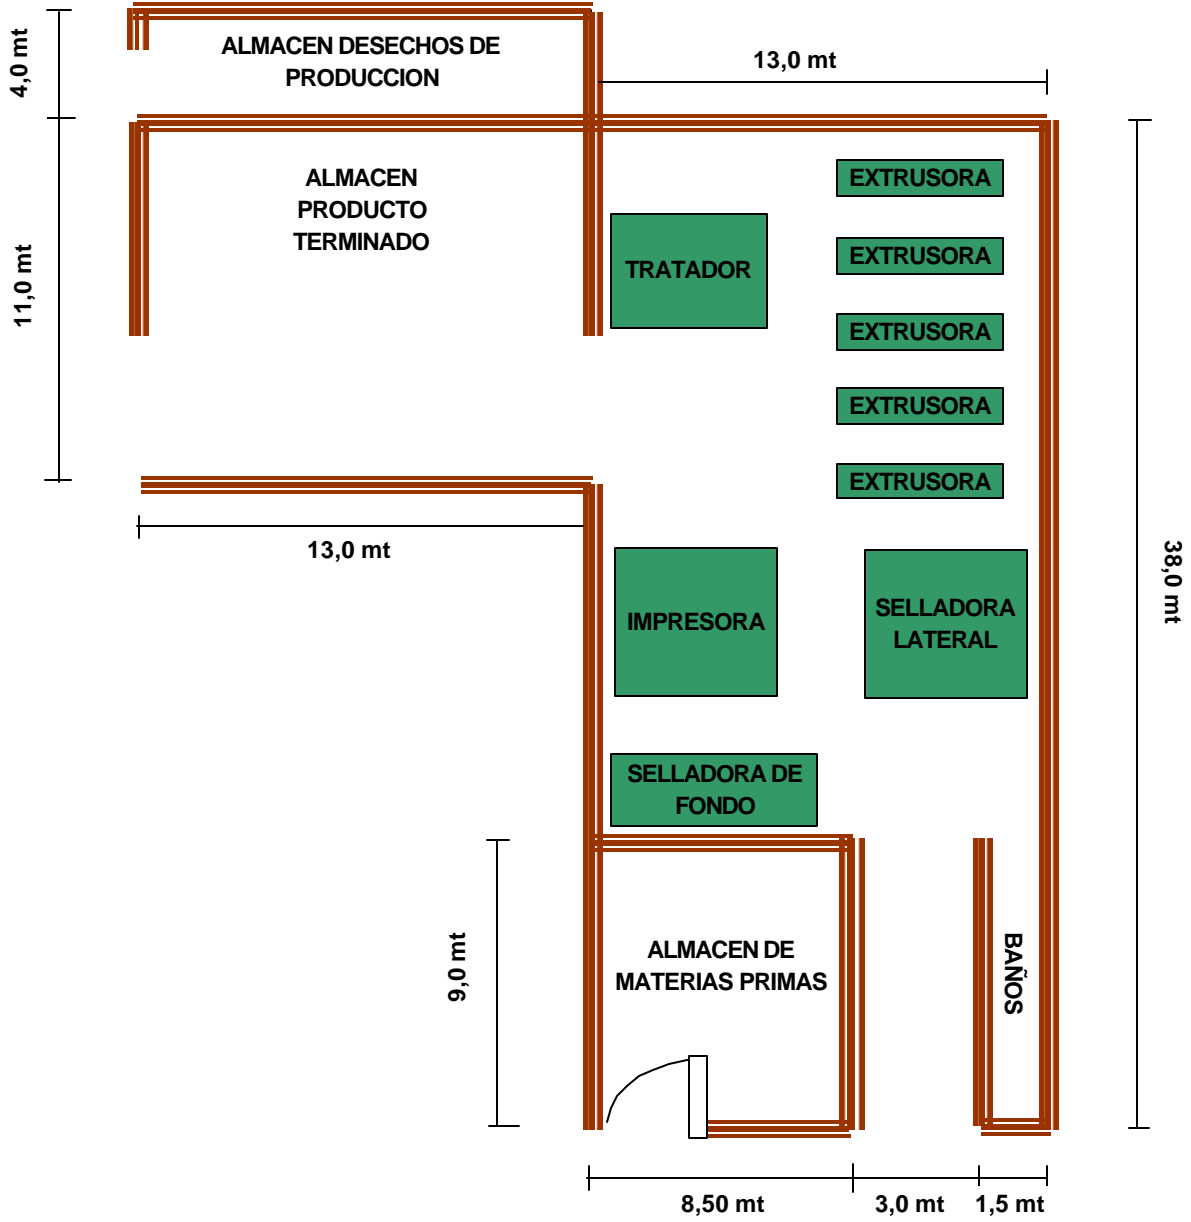 4,0 mt
ALMACEN DESECHOS DE
PRODUCCION
13,0 mt
11,0 mt
ALMACEN
PRODUCTO
TERMINADO
TRATADOR
EXTRUSORA
EXTRUSORA
EXTRUSORA
EXTRUSORA
EXTRUSORA
13,0 mt
38,0 mt
IMPRESORA
SELLADORA
LATERAL
SELLADORA DE
FONDO
9,0 mt
ALMACEN DE
MATERIAS PRIMAS
BAÑOS
8,50 mt
3,0 mt
1,5 mt